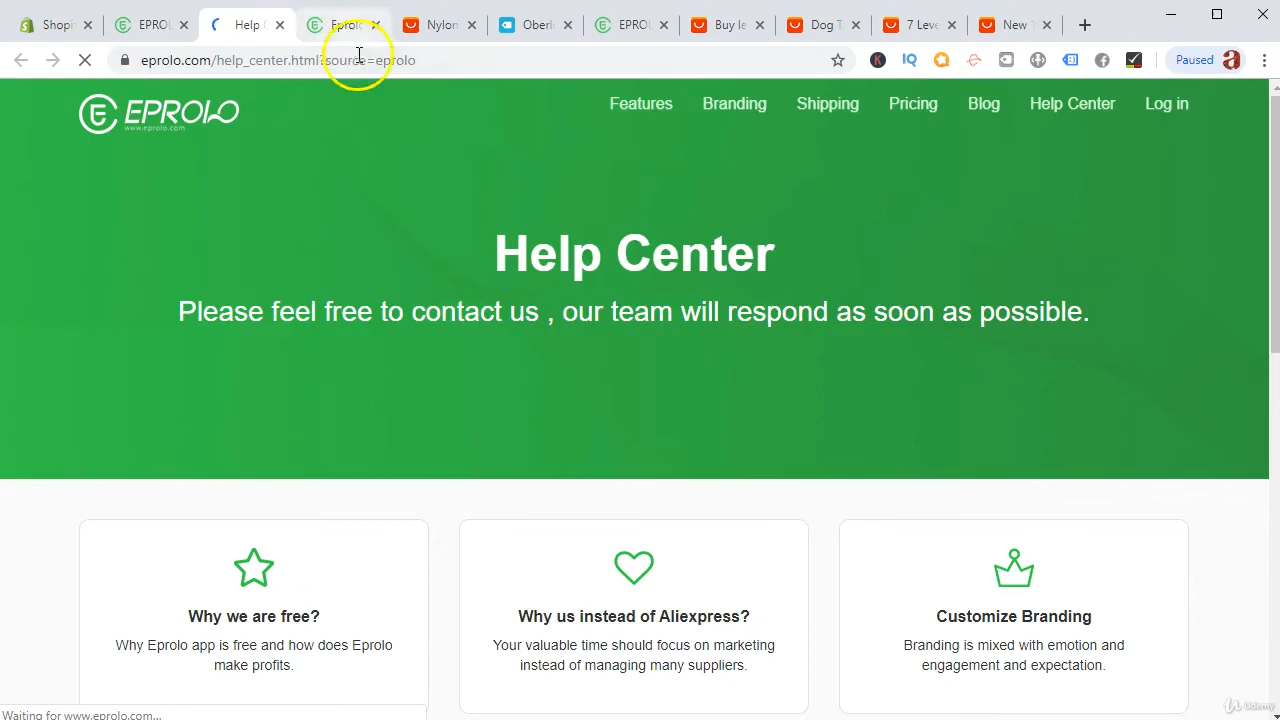 Shopi
EPROL
Help C
Eprolo
Nylon
Oberl
EPROL
Buy le
Dog T
7 Leve
New
eprolo.com/help_center.html?source=eprolo
K
IQ
Paused
a
EPROLO
www.eprolo.com
Features
Branding
Shipping
Pricing
Blog
Help Center
Log in
Help Center
Please feel free to contact us , our team will respond as soon as possible.
Why we are free?
Why Eprolo app is free and how does Eprolo
make profits.
Why us instead of Aliexpress?
Your valuable time should focus on marketing
instead of managing many suppliers.
Customize Branding
Branding is mixed with emotion and
engagement and expectation.
Waiting for www.eprolo.com...
Udemy